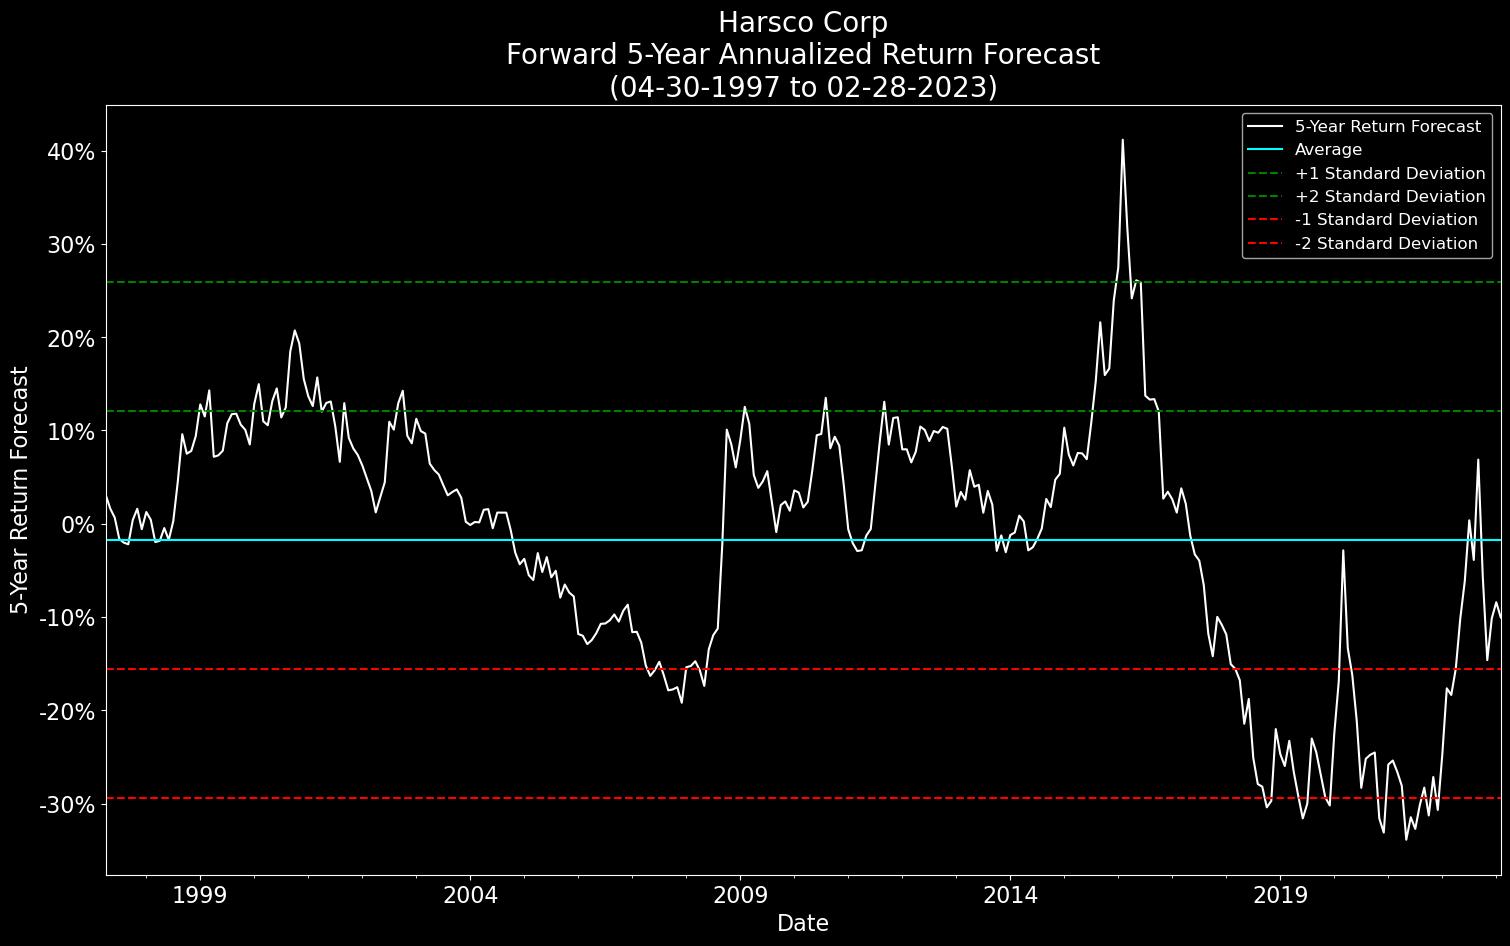 Harsco Corp
Forward 5-Year Annualized Return Forecast
(04-30-1997 to 02-28-2023)
5-Year Return Forecast
Average
+1 Standard Deviation
+2 Standard Deviation
-1 Standard Deviation
-2 Standard Deviation
5-Year Return Forecast
40%
30%
20%
10%
0%
-10%
-20%
-30%
1999
2004
2009
2014
2019
Date